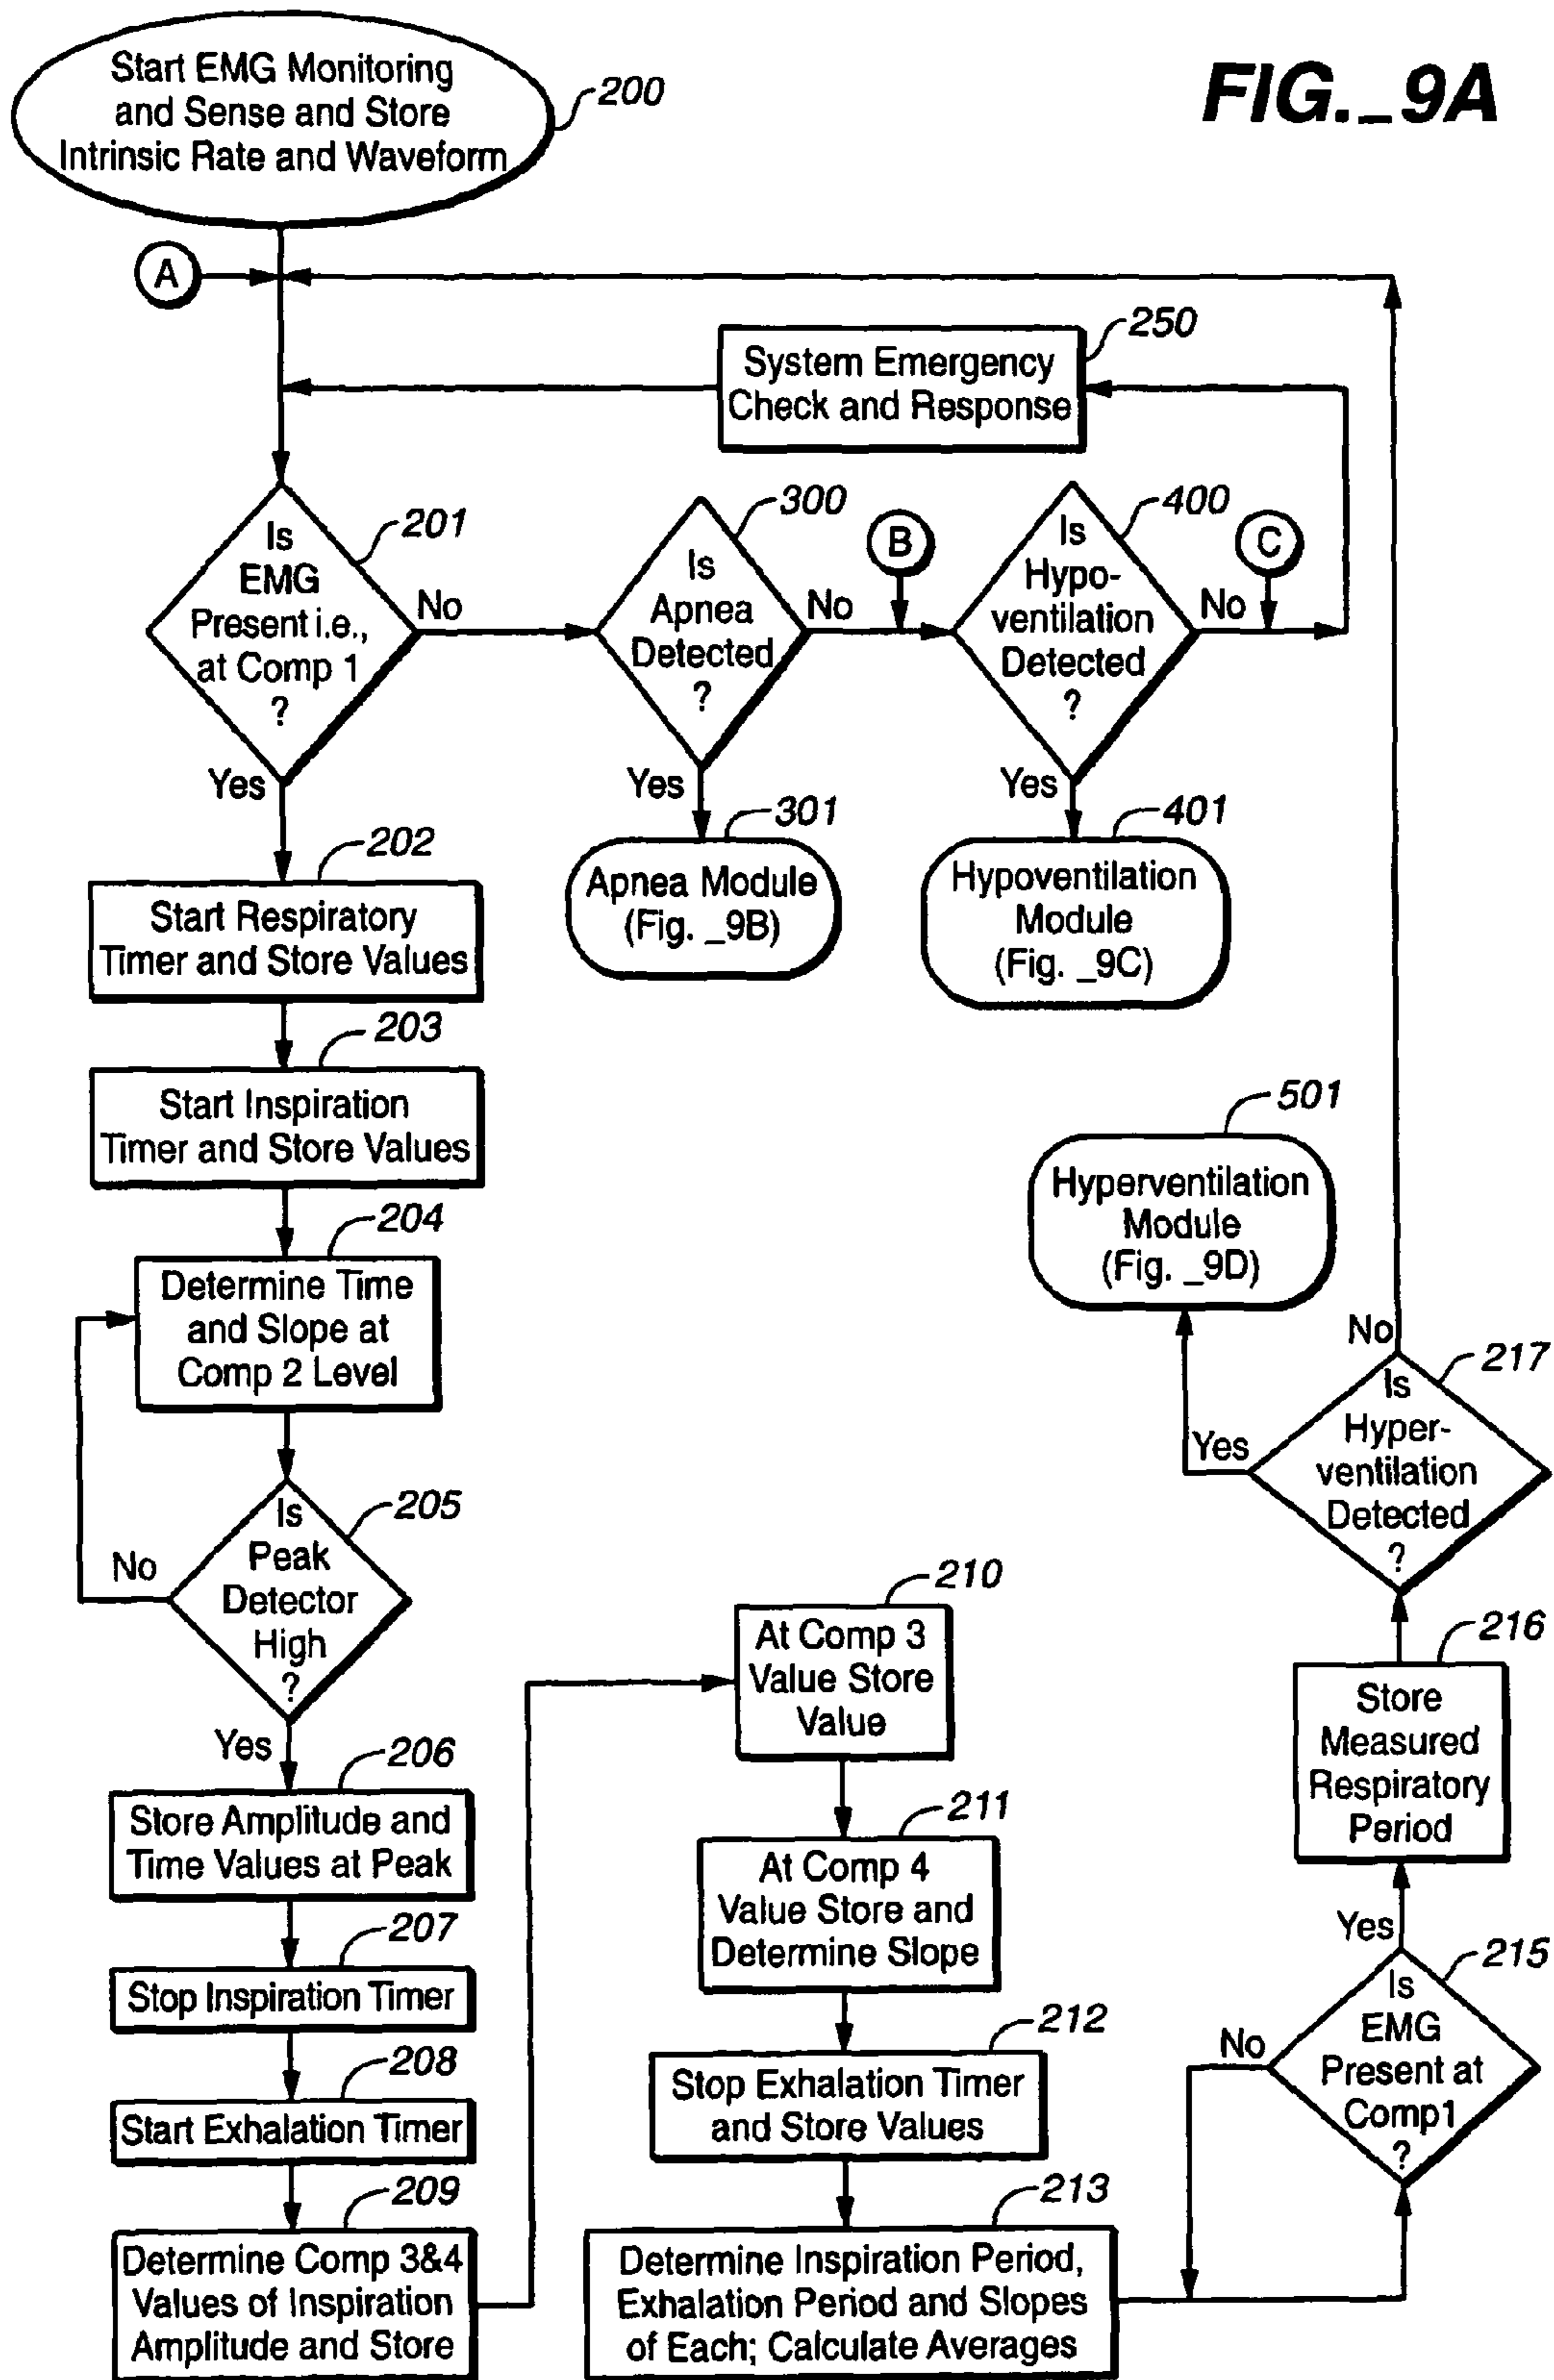 FIG._9A
Start EMG Monitoring
and Sense and Store
Intrinsic Rate and Waveform
200
A
250
System Emergency
Check and Response
201
Is
EMG
Present i.e.,
at Comp 1
?
No
Yes
300
Is
Apnea
Detected
?
No
Yes
B
400
Is
Hypo-
ventilation
Detected
?
No
Yes
C
301
Apnea Module
(Fig. _9B)
401
Hypoventilation
Module
(Fig. _9C)
202
Start Respiratory
Timer and Store Values
203
Start Inspiration
Timer and Store Values
204
Determine Time
and Slope at
Comp 2 Level
205
Is
Peak
Detector
High
?
No
Yes
206
Store Amplitude and
Time Values at Peak
207
Stop Inspiration Timer
208
Start Exhalation Timer
209
Determine Comp 3&4
Values of Inspiration
Amplitude and Store
210
At Comp 3
Value Store
Value
211
At Comp 4
Value Store and
Determine Slope
212
Stop Exhalation Timer
and Store Values
213
Determine Inspiration Period,
Exhalation Period and Slopes
of Each; Calculate Averages
215
Is
EMG
Present at
Comp1
?
No
Yes
216
Store
Measured
Respiratory
Period
217
Is
Hyper-
ventilation
Detected
?
No
Yes
501
Hyperventilation
Module
(Fig. _9D)